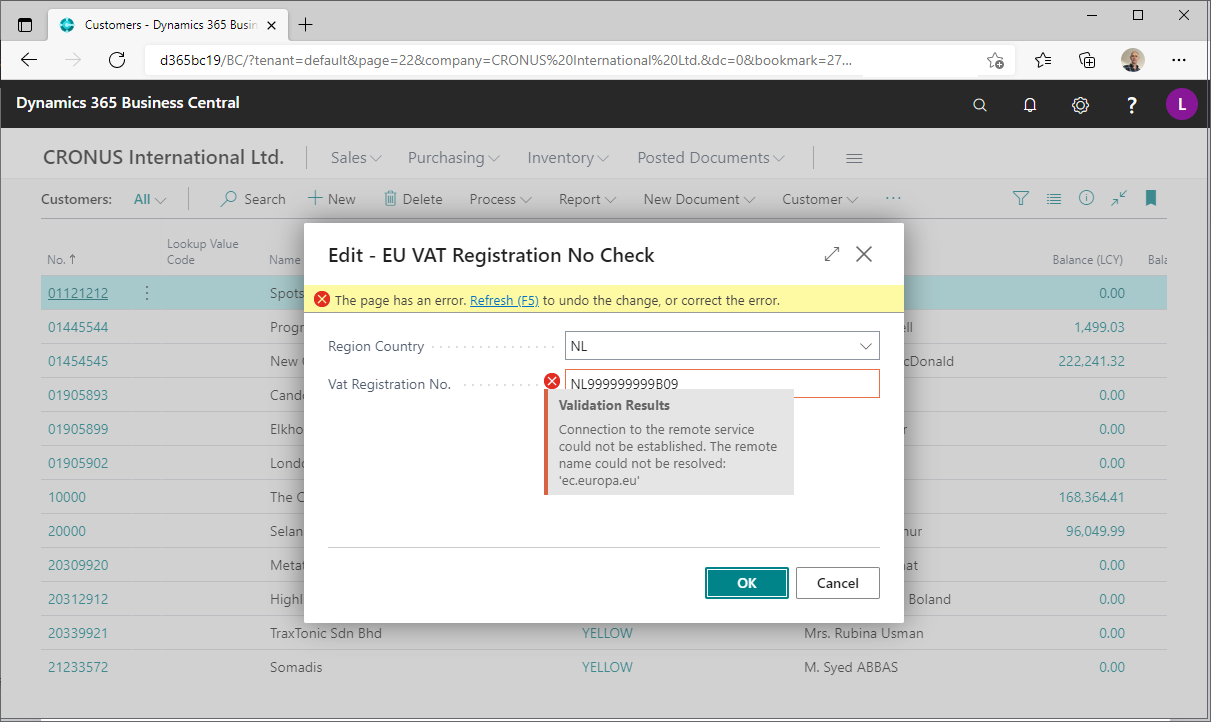 Customers - Dynamics 365 Busin
d365bc19/BC/?tenant=default&page=22&company=CRONUS%20International%20Ltd.&dc=0&bookmark=27...
Dynamics 365 Business Central
?
L
CRONUS International Ltd.
Sales
Purchasing
Inventory
Posted Documents
Customers:
All
Search
New
Delete
Process
Report
New Document
Customer
No. ↑
Lookup Value
Code
Name
Balance (LCY)
Bala
01121212
Spots
0.00
01445544
Progr
ell
1,499.03
01454545
New C
cDonald
222,241.32
01905893
Cando
0.00
01905899
Elkho
r
0.00
01905902
Londo
0.00
10000
The C
168,364.41
20000
Selan
hur
96,049.99
20309920
Metat
hat
0.00
20312912
Highl
Boland
0.00
20339921
TraxTonic Sdn Bhd
YELLOW
Mrs. Rubina Usman
0.00
21233572
Somadis
YELLOW
M. Syed ABBAS
0.00
Edit - EU VAT Registration No Check
The page has an error. Refresh (F5) to undo the change, or correct the error.
Region Country
NL
Vat Registration No.
NL999999999B09
Validation Results
Connection to the remote service
could not be established. The remote
name could not be resolved:
'ec.europa.eu'
OK
Cancel